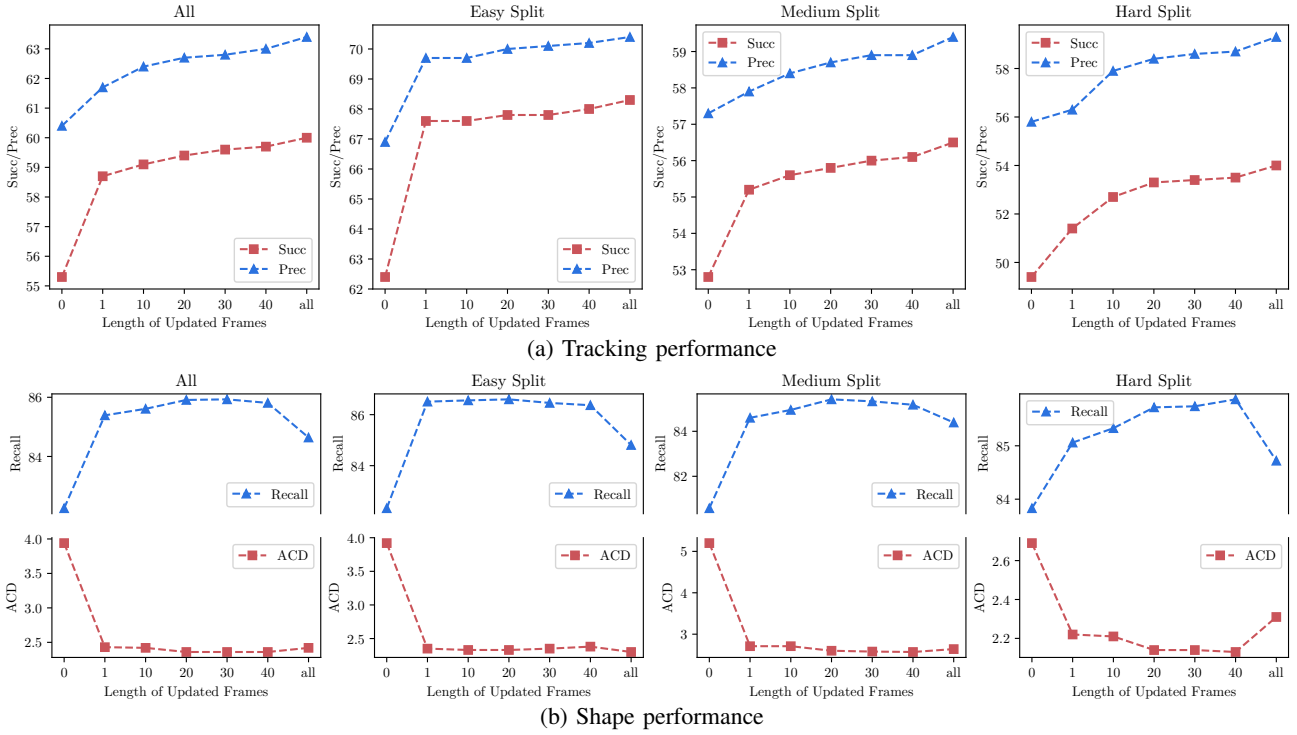 All
Easy Split
Medium Split
Hard Split
Succ/Prec
63
62
61
60
59
58
57
56
55
Succ
Prec
0 1 10 20 30 40 all
Length of Updated Frames
Succ/Prec
70
69
68
67
66
65
64
63
62
Succ
Prec
0 1 10 20 30 40 all
Length of Updated Frames
Succ/Prec
59
58
57
56
55
54
53
Succ
Prec
0 1 10 20 30 40 all
Length of Updated Frames
Succ/Prec
58
56
54
52
50
Succ
Prec
0 1 10 20 30 40 all
Length of Updated Frames
(a) Tracking performance
All
Easy Split
Medium Split
Hard Split
Recall
86
84
Recall
ACD
4.0
3.5
3.0
2.5
ACD
0 1 10 20 30 40 all
Length of Updated Frames
Recall
86
84
Recall
ACD
4.0
3.5
3.0
2.5
ACD
0 1 10 20 30 40 all
Length of Updated Frames
Recall
84
82
Recall
ACD
5
4
3
ACD
0 1 10 20 30 40 all
Length of Updated Frames
Recall
85
84
Recall
ACD
2.6
2.4
2.2
ACD
0 1 10 20 30 40 all
Length of Updated Frames
(b) Shape performance